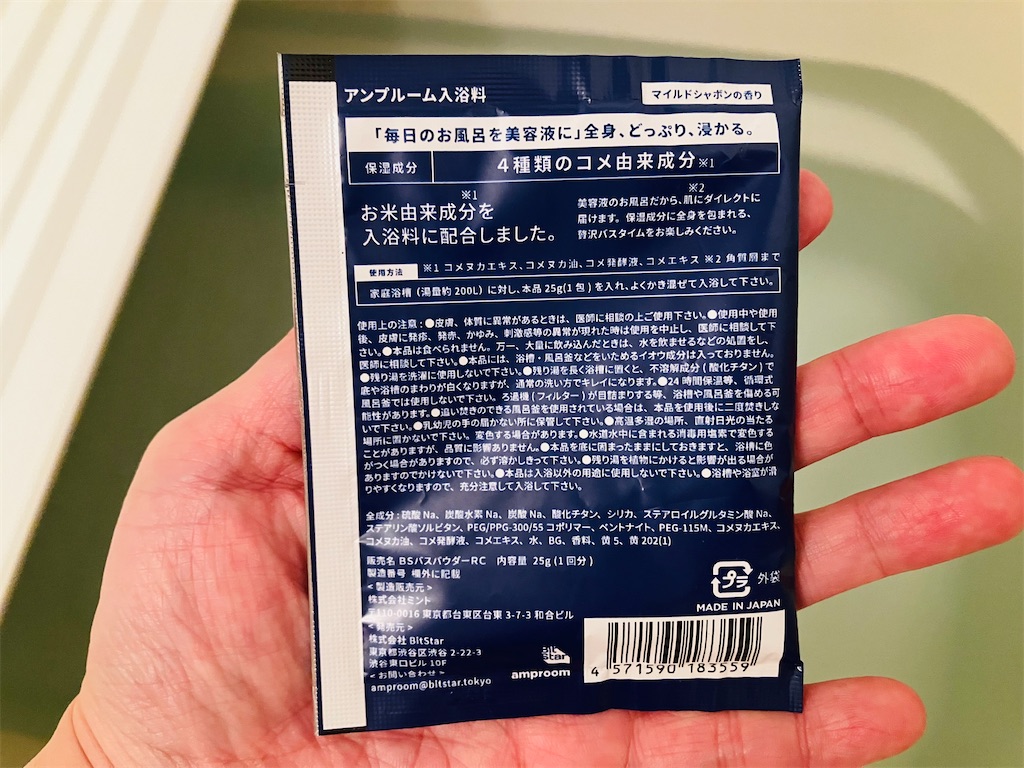 アンプルーム入浴料
マイルドシャボンの香り
「毎日のお風呂を美容液に」全身、どっぷり、浸かる。
保湿成分
4種類のコメ由来成分※1
※1
お米由来成分を
入浴料に配合しました。
※2
美容液のお風呂だから、肌にダイレクトに
届けます。保湿成分に全身を包まれる、
贅沢バスタイムをお楽しみください。
※1 コメヌカエキス、コメヌカ油、コメ発酵液、コメエキス ※2 角質層まで
使用方法
家庭浴槽 (湯量約 200L) に対し、本品 25g(1 包) を入れ、よくかき混ぜて入浴して下さい。
使用上の注意:●皮膚、体質に異常があるときは、医師に相談の上ご使用下さい。●使用中や使用
後、皮膚に発疹、発赤、かゆみ、刺激感等の異常が現れた時は使用を中止し、医師に相談して下
さい。●本品は食べられません。万一、大量に飲み込んだときは、水を飲ませるなどの処置をし、
医師に相談して下さい。●本品には、浴槽・風呂釜などをいためるイオウ成分は入っておりません。
●残り湯を洗濯に使用しないで下さい。●残り湯を長く浴槽に置くと、不溶解成分 (酸化チタン) で
底や浴槽のまわりが白くなりますが、通常の洗い方でキレイになります。●24 時間保温等、循環式
風呂釜では使用しないで下さい。ろ過機 (フィルター) が目詰まりする等、浴槽や風呂釜を傷める可
能性があります。●追い焚きのできる風呂釜を使用されている場合は、本品を使用後に二度焚きしな
いで下さい。●乳幼児の手の届かない所に保管して下さい。●高温多湿の場所、直射日光の当たる
場所に置かないで下さい。変色する場合があります。●水道水中に含まれる消毒用塩素で変色する
ことがありますが、品質に影響ありません。●本品を底に固まったままにしておきますと、浴槽に色
がつく場合がありますので、必ず溶かしきって下さい。●残り湯を植物にかけると影響が出る場合が
ありますのでかけないで下さい。●本品は入浴以外の用途に使用しないで下さい。●浴槽や浴室が滑
りやすくなりますので、充分注意して入浴して下さい。
全成分:硫酸 Na、炭酸水素 Na、炭酸 Na、酸化チタン、シリカ、ステアロイルグルタミン酸 Na、
ステアリン酸ソルビタン、PEG/PPG-300/55 コポリマー、ベントナイト、PEG-115M、コメヌカエキス、
コメヌカ油、コメ発酵液、コメエキス、水、BG、香料、黄 5、黄 202(1)
販売名 BSバスパウダーRC 内容量 25g (1 回分)
製造番号 欄外に記載
<製造販売元>
株式会社ミント
〒110-0016 東京都台東区台東 3-7-3 和合ビル
<発売元>
株式会社 BitStar
東京都渋谷区渋谷 2-22-3
渋谷東口ビル 10F
<お問い合わせ>
amproom@bitstar.tokyo
プラ
外袋
MADE IN JAPAN
bit
star
amproom
4 571590 183559